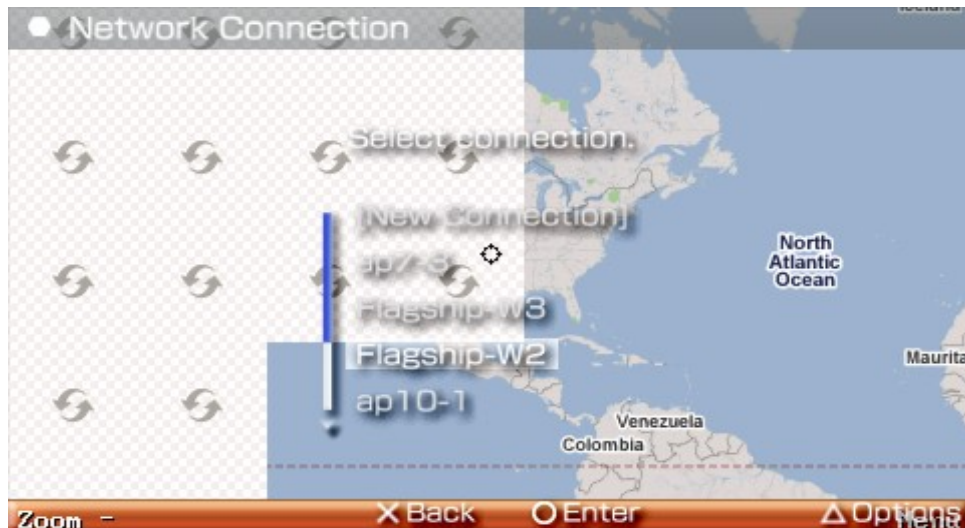 Network Connection
Select connection.
[New Connection]
ap7-3
Flagship-W3
Flagship-W2
ap10-1
North
Atlantic
Ocean
Maurita
Venezuela
Colombia
Zoom -
Back
Enter
Options